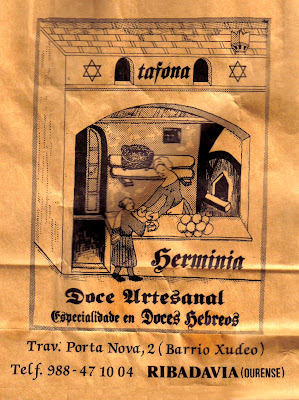 tafona
Herminia
Doce Artesanal
Especialidade en Doces Hebreos
Trav. Porta Nova, 2 (Barrio Xudeo)
Telf. 988-47 10 04 RIBADAVIA (OURENSE)